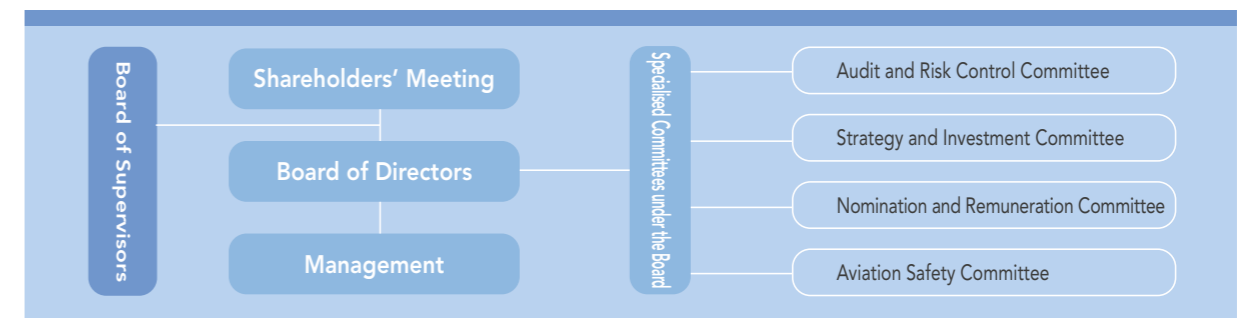 Board of Supervisors
Shareholders’ Meeting
Board of Directors
Management
Specialised Committees under the Board
Audit and Risk Control Committee
Strategy and Investment Committee
Nomination and Remuneration Committee
Aviation Safety Committee